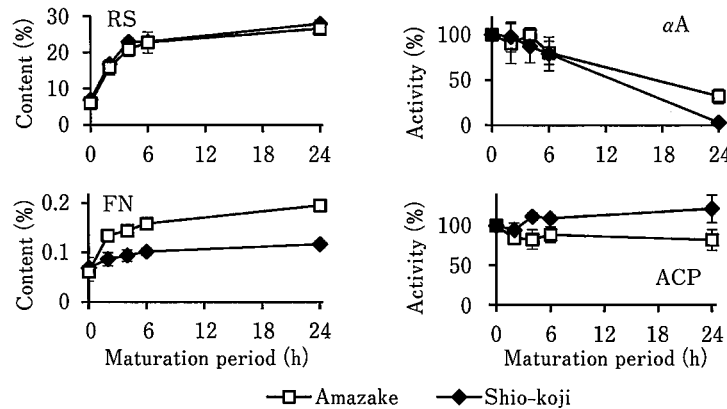 RS
Content (%)
30
20
10
0
0 6 12 18 24
αA
Activity (%)
100
50
0
0 6 12 18 24
FN
Content (%)
0.2
0.1
0
0 6 12 18 24
Maturation period (h)
ACP
Activity (%)
100
50
0
0 6 12 18 24
Maturation period (h)
Amazake Shio-koji